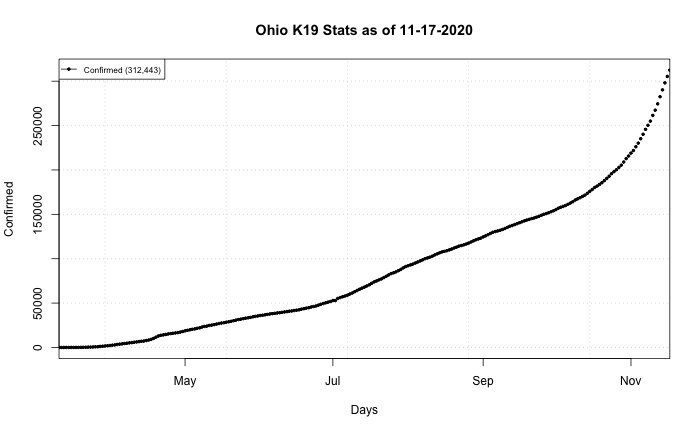 Ohio K19 Stats as of 11-17-2020
Confirmed (312,443)
Confirmed
250000
150000
50000
0
May
Jul
Sep
Nov
Days